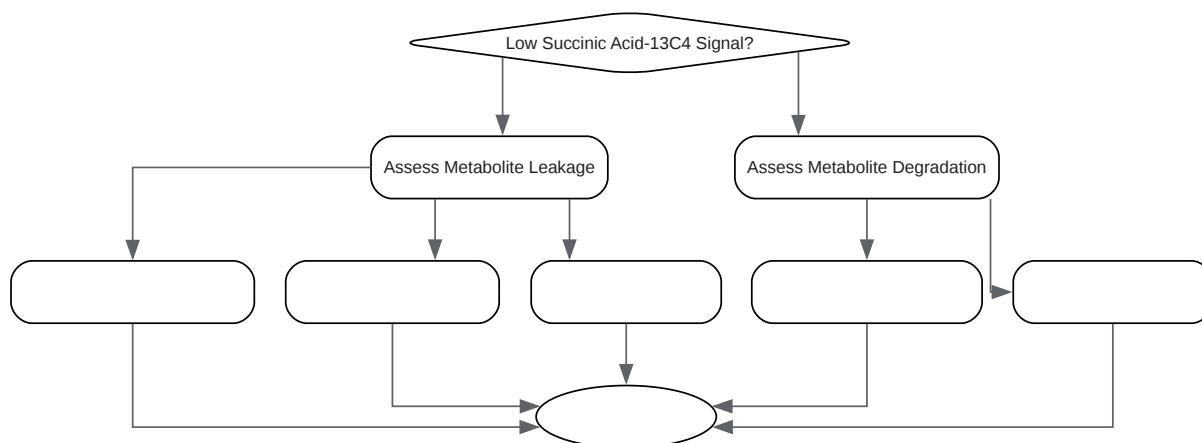 Low Succinic Acid-13C4 Signal?
Assess Metabolite Leakage
Assess Metabolite Degradation